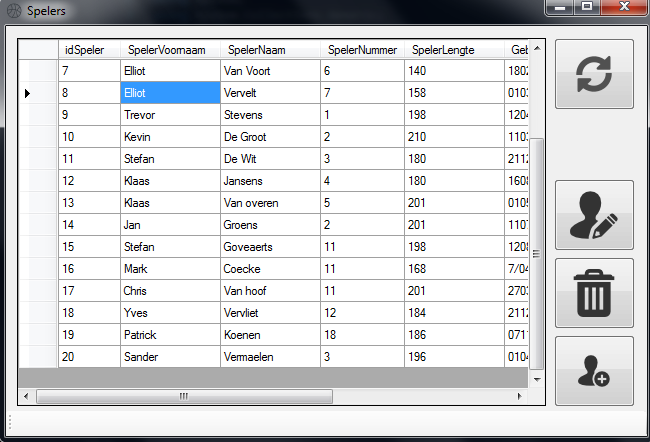 Spelers
idSpeler SpelerVoornaam SpelerNaam SpelerNummer SpelerLengte Geb
7 Elliot Van Voort 6 140 1802
8 Elliot Vervelt 7 158 0103
9 Trevor Stevens 1 198 1204
10 Kevin De Groot 2 210 1103
11 Stefan De Wit 3 180 2112
12 Klaas Jansens 4 180 1608
13 Klaas Van overen 5 201 0105
14 Jan Groens 2 201 1107
15 Stefan Goveaerts 11 198 1208
16 Mark Coecke 11 168 7/04
17 Chris Van hoof 11 201 2703
18 Yves Vervliet 12 184 2112
19 Patrick Koenen 18 186 0711
20 Sander Vermaelen 3 196 0104